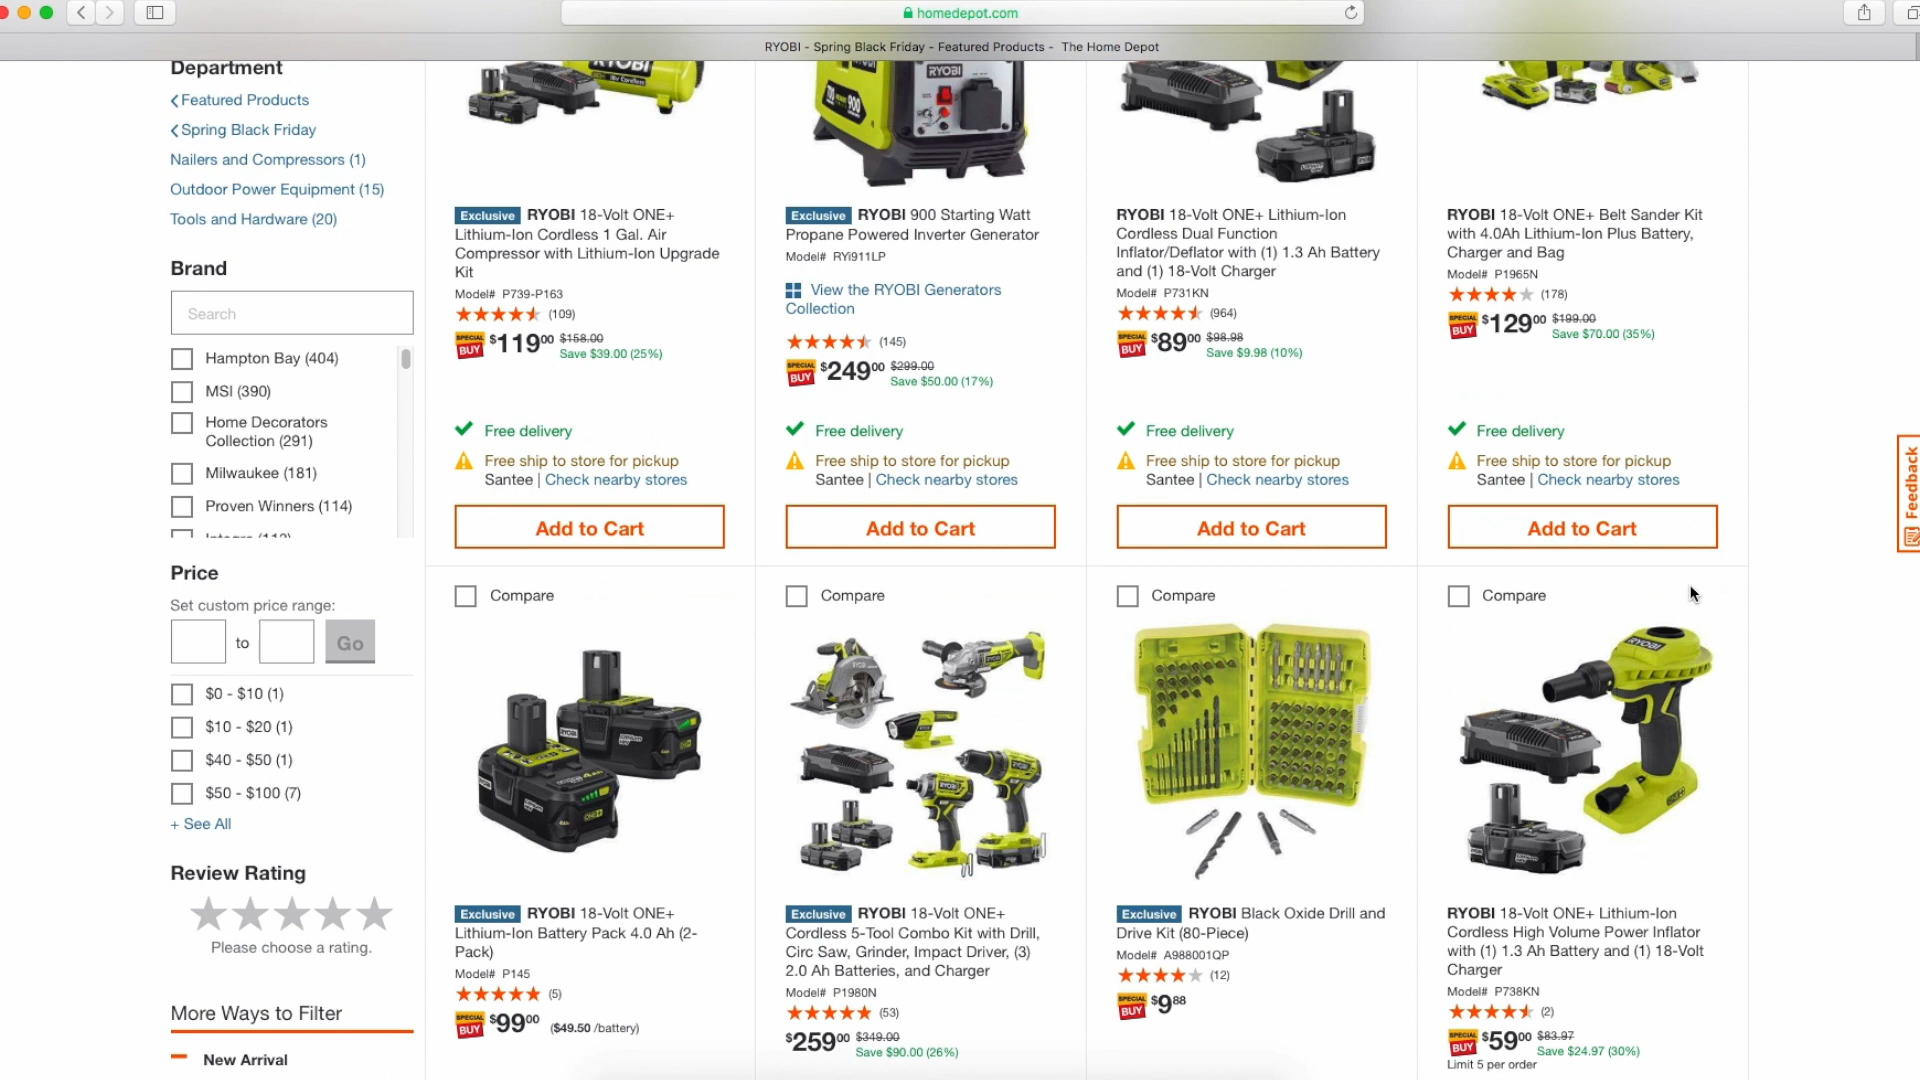 homedepot.com
RYOBI - Spring Black Friday - Featured Products - The Home Depot
Department
Featured Products
Spring Black Friday
Nailers and Compressors (1)
Outdoor Power Equipment (15)
Tools and Hardware (20)
Brand
Search
Hampton Bay (404)
MSI (390)
Home Decorators
Collection (291)
Milwaukee (181)
Proven Winners (114)
Price
Set custom price range:
to
Go
$0 - $10 (1)
$10 - $20 (1)
$40 - $50 (1)
$50 - $100 (7)
+ See All
Review Rating
Please choose a rating.
More Ways to Filter
New Arrival
Exclusive RYOBI 18-Volt ONE+
Lithium-Ion Cordless 1 Gal. Air
Compressor with Lithium-Ion Upgrade
Kit
Model# P739-P163
(109)
SPECIAL BUY $119 00 $158.00
Save $39.00 (25%)
Free delivery
Free ship to store for pickup
Santee | Check nearby stores
Add to Cart
RYOBI
900
Exclusive RYOBI 900 Starting Watt
Propane Powered Inverter Generator
Model# RYi911LP
View the RYOBI Generators
Collection
(145)
SPECIAL BUY $249 00 $299.00
Save $50.00 (17%)
Free delivery
Free ship to store for pickup
Santee | Check nearby stores
Add to Cart
RYOBI 18-Volt ONE+ Lithium-Ion
Cordless Dual Function
Inflator/Deflator with (1) 1.3 Ah Battery
and (1) 18-Volt Charger
Model# P731KN
(964)
SPECIAL BUY $89 00 $98.98
Save $9.98 (10%)
Free delivery
Free ship to store for pickup
Santee | Check nearby stores
Add to Cart
RYOBI 18-Volt ONE+ Belt Sander Kit
with 4.0Ah Lithium-Ion Plus Battery,
Charger and Bag
Model# P1965N
(178)
SPECIAL BUY $129 00 $199.00
Save $70.00 (35%)
Free delivery
Free ship to store for pickup
Santee | Check nearby stores
Add to Cart
Feedback
Compare
Exclusive RYOBI 18-Volt ONE+
Lithium-Ion Battery Pack 4.0 Ah (2-
Pack)
Model# P145
(5)
SPECIAL BUY $99 00 ($49.50 /battery)
Compare
Exclusive RYOBI 18-Volt ONE+
Cordless 5-Tool Combo Kit with Drill,
Circ Saw, Grinder, Impact Driver, (3)
2.0 Ah Batteries, and Charger
Model# P1980N
(53)
$259 00 $349.00
Save $90.00 (26%)
Compare
Exclusive RYOBI Black Oxide Drill and
Drive Kit (80-Piece)
Model# A988001QP
(12)
SPECIAL BUY $9 88
Compare
RYOBI
RYOBI 18-Volt ONE+ Lithium-Ion
Cordless High Volume Power Inflator
with (1) 1.3 Ah Battery and (1) 18-Volt
Charger
Model# P738KN
(2)
SPECIAL BUY $59 00 $83.97
Save $24.97 (30%)
Limit 5 per order